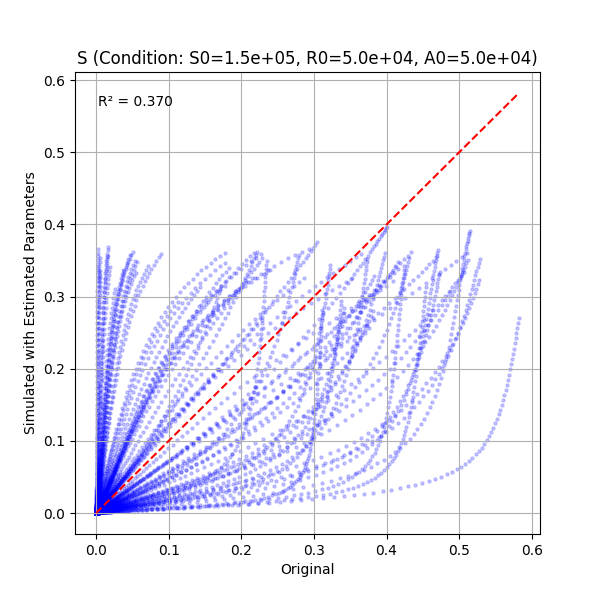 S (Condition: S0=1.5e+05, R0=5.0e+04, A0=5.0e+04)
0.6
R² = 0.370
0.5
0.4
0.3
0.2
0.1
0.0
Simulated with Estimated Parameters
0.0 0.1 0.2 0.3 0.4 0.5 0.6
Original